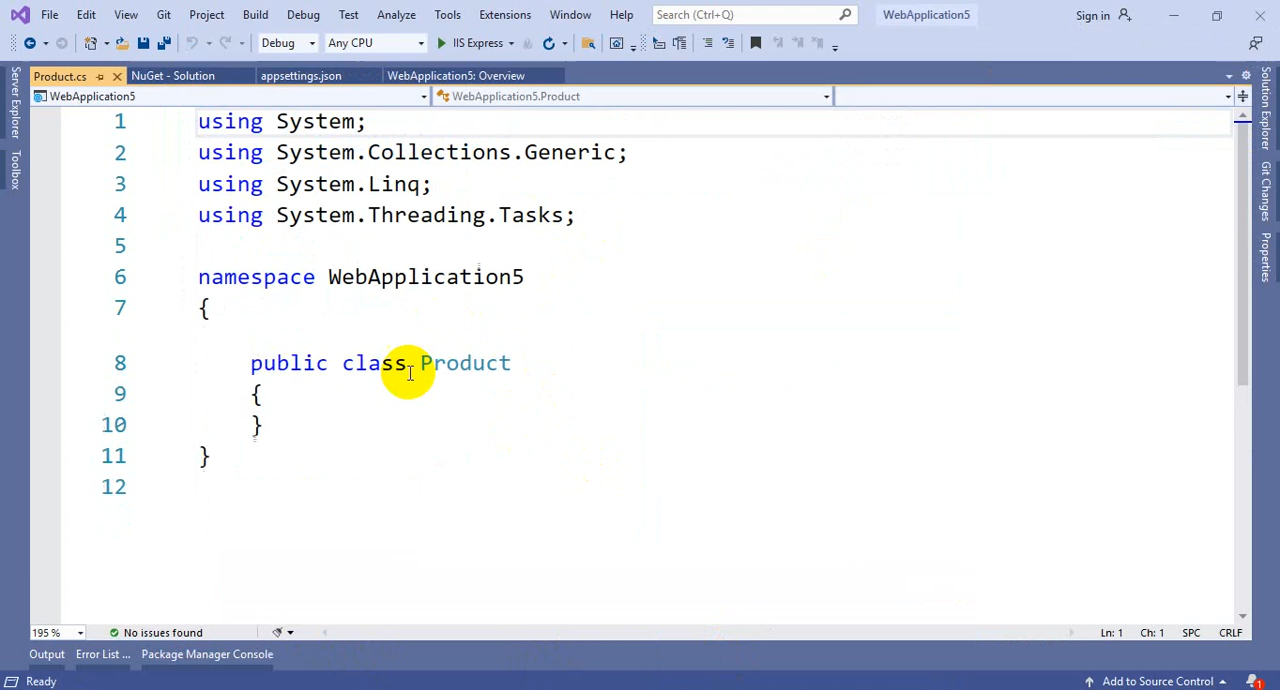 File Edit View Git Project Build Debug Test Analyze Tools Extensions Window Help Search (Ctrl+Q) WebApplication5 Sign in
Debug Any CPU IIS Express
Product.cs NuGet - Solution appsettings.json WebApplication5: Overview
WebApplication5 WebApplication5.Product
Server Explorer
Toolbox
1 using System;
2 using System.Collections.Generic;
3 using System.Linq;
4 using System.Threading.Tasks;
5
6 namespace WebApplication5
7 {
8 public class Product
9 {
10 }
11 }
12
Solution Explorer
Git Changes
Properties
195 % No issues found Ln: 1 Ch: 1 SPC CRLF
Output Error List ... Package Manager Console
Ready Add to Source Control 1